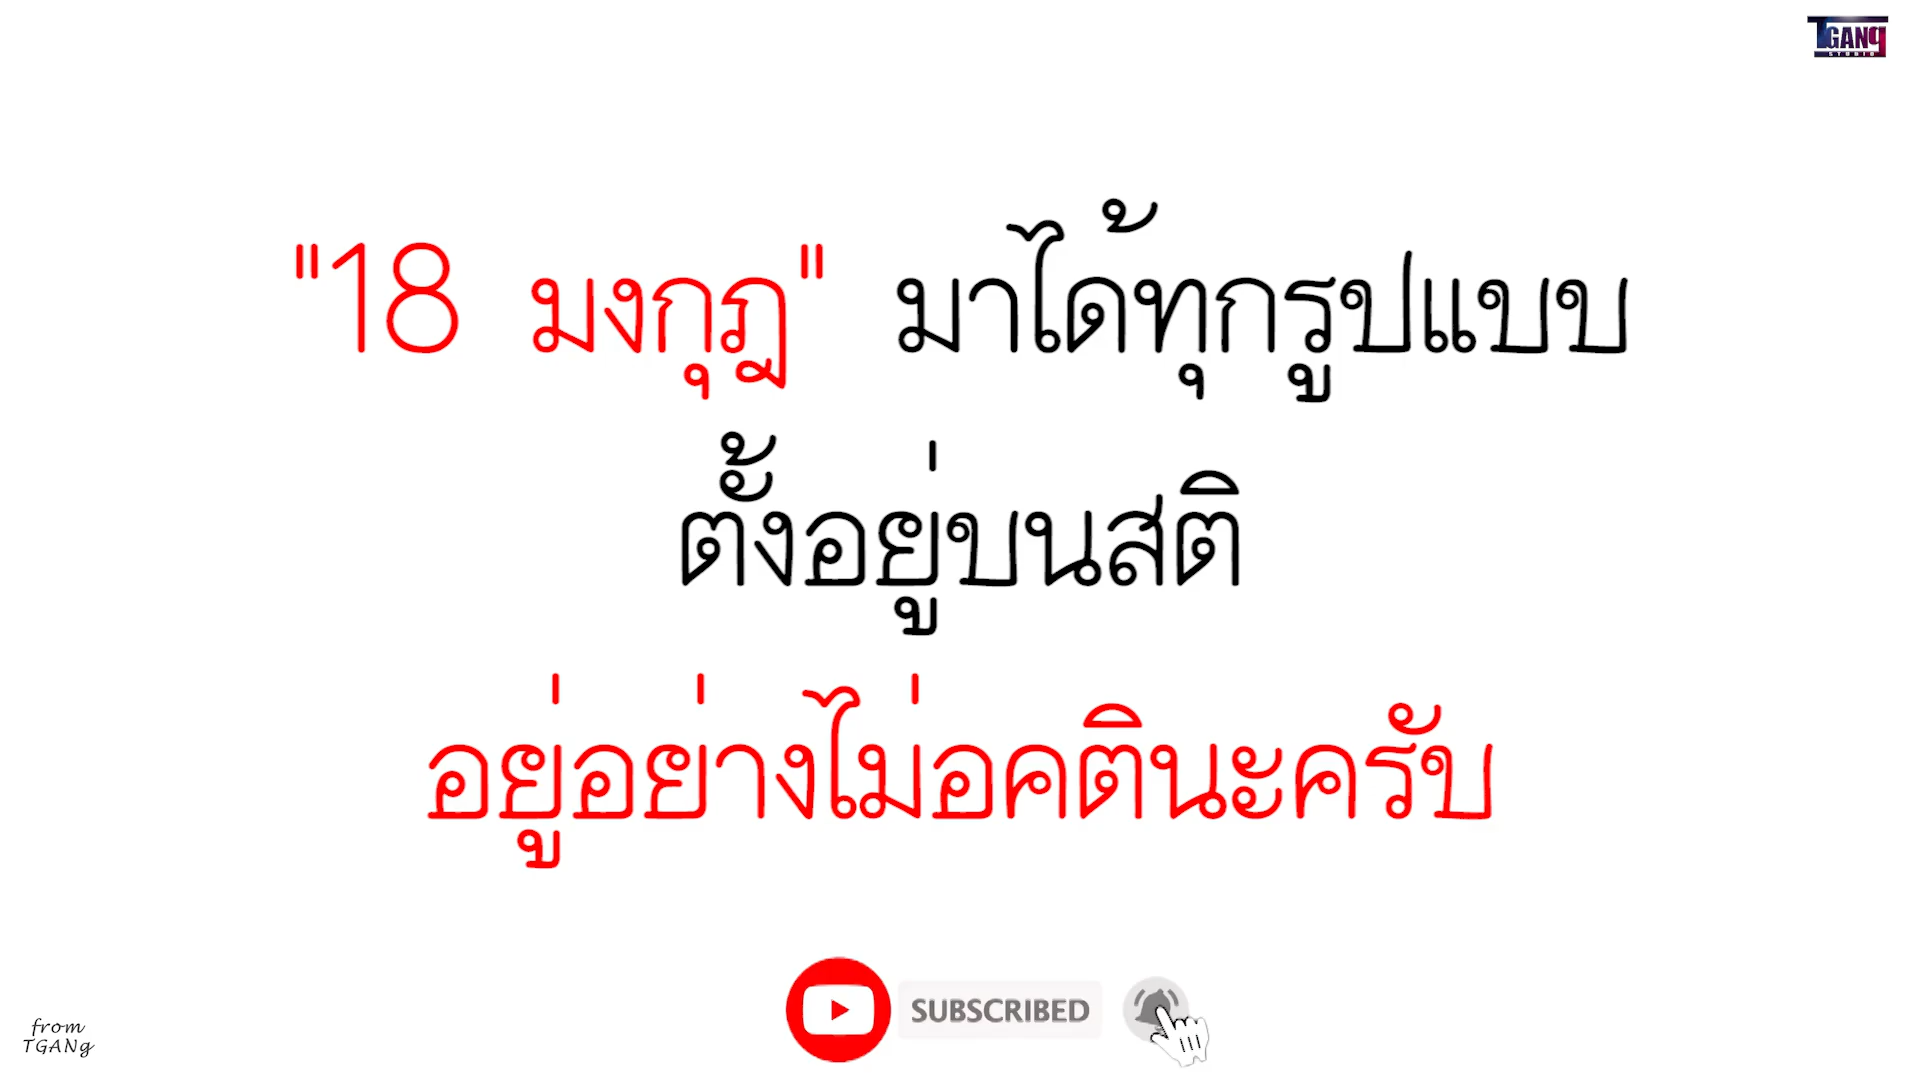 TGANg
STUDIO
"18 มงกุฎ" มาได้ทุกรูปแบบ
ตั้งอยู่บนสติ
อยู่อย่างไม่อคตินะครับ
SUBSCRIBED
from
TGANg